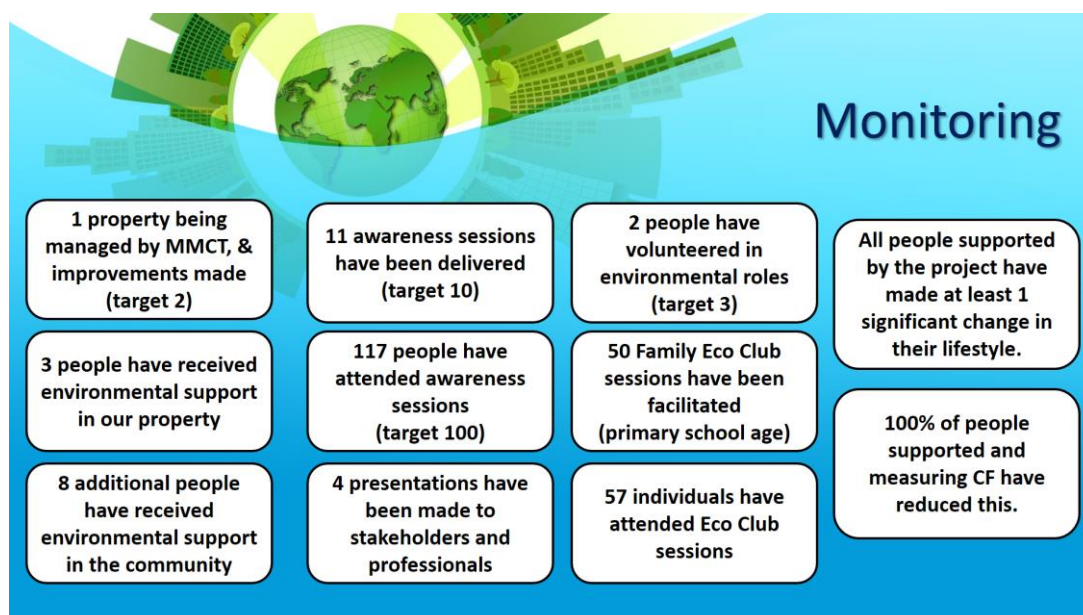 Monitoring
1 property being
managed by MMCT, &
improvements made
(target 2)
3 people have received
environmental support
in our property
8 additional people
have received
environmental support
in the community
11 awareness sessions
have been delivered
(target 10)
117 people have
attended awareness
sessions
(target 100)
4 presentations have
been made to
stakeholders and
professionals
2 people have
volunteered in
environmental roles
(target 3)
50 Family Eco Club
sessions have been
facilitated
(primary school age)
57 individuals have
attended Eco Club
sessions
All people supported
by the project have
made at least 1
significant change in
their lifestyle.
100% of people
supported and
measuring CF have
reduced this.